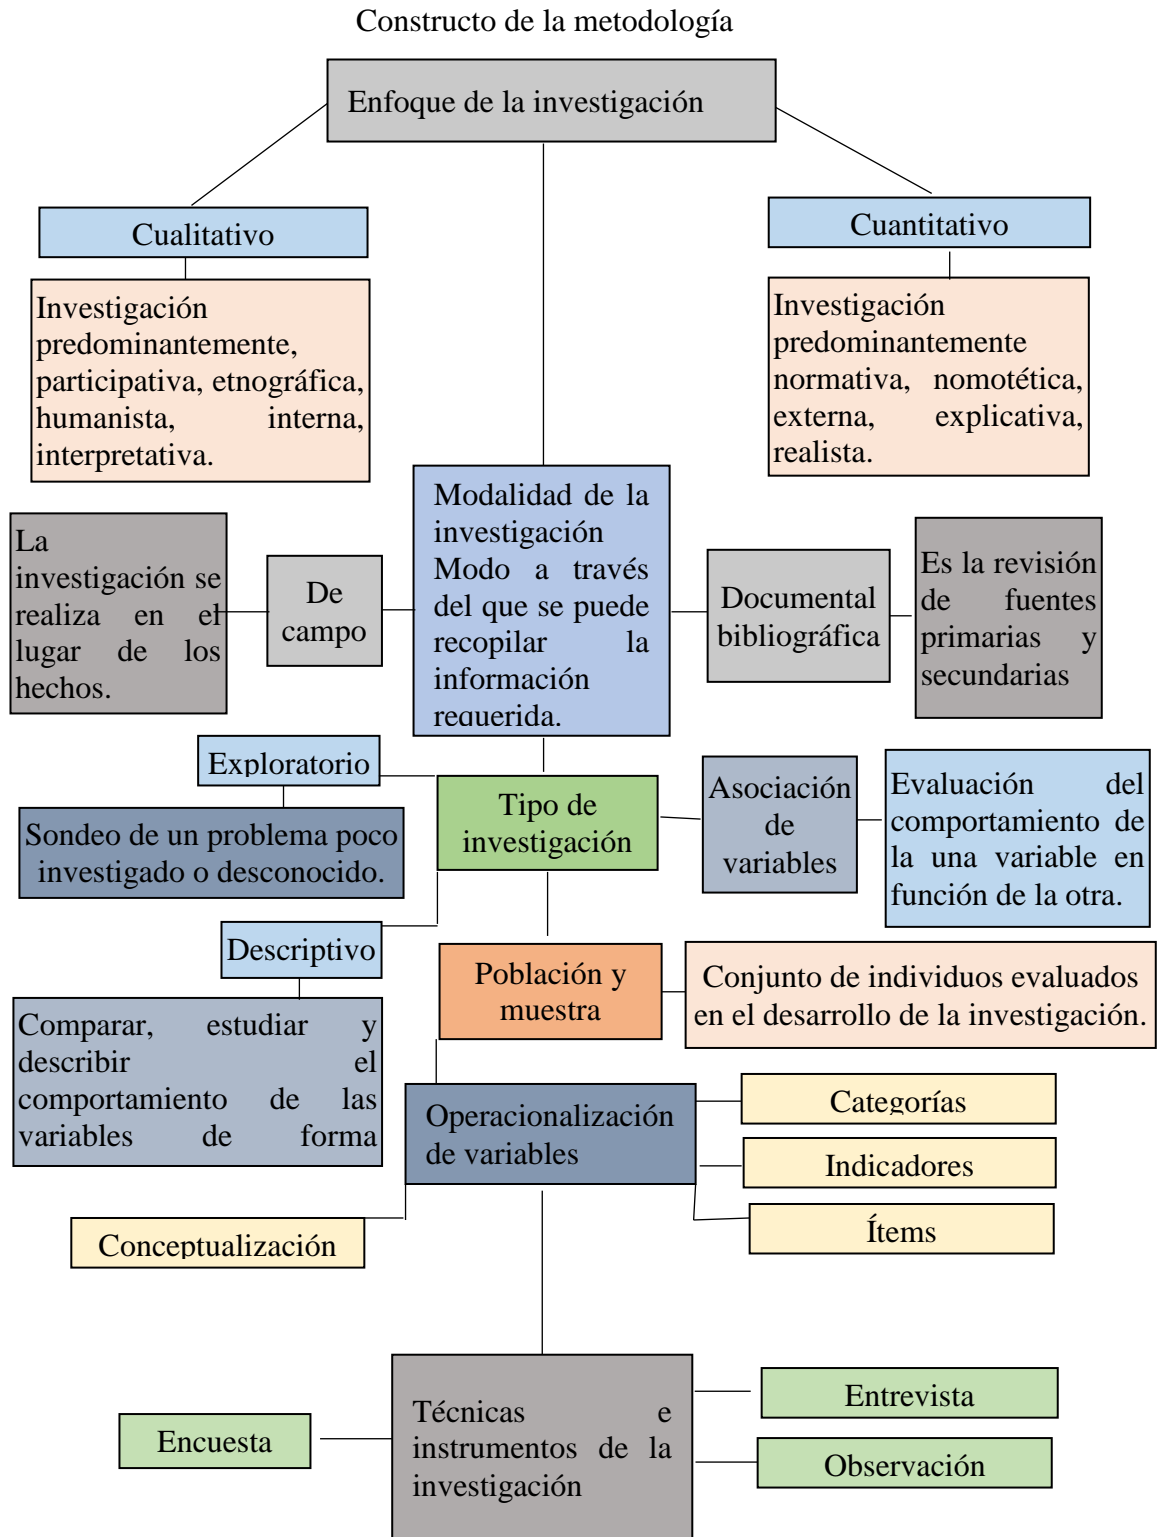 Constructo de la metodología
Enfoque de la investigación
Cualitativo
Cuantitativo
Investigación
predominantemente,
participativa, etnográfica,
humanista, interna,
interpretativa.
Investigación
predominantemente
normativa, nomotética,
externa, explicativa,
realista.
Modalidad de la
investigación
Modo a través
del que se puede
recopilar la
información
requerida.
La
investigación se
realiza en el
lugar de los
hechos.
De
campo
Documental
bibliográfica
Es la revisión
de fuentes
primarias y
secundarias
Exploratorio
Sondeo de un problema poco
investigado o desconocido.
Tipo de
investigación
Asociación
de
variables
Evaluación del
comportamiento de
la una variable en
función de la otra.
Descriptivo
Comparar, estudiar y
describir el
comportamiento de las
variables de forma
Población y
muestra
Conjunto de individuos evaluados
en el desarrollo de la investigación.
Operacionalización
de variables
Categorías
Indicadores
Ítems
Conceptualización
Técnicas e
instrumentos de la
investigación
Encuesta
Entrevista
Observación